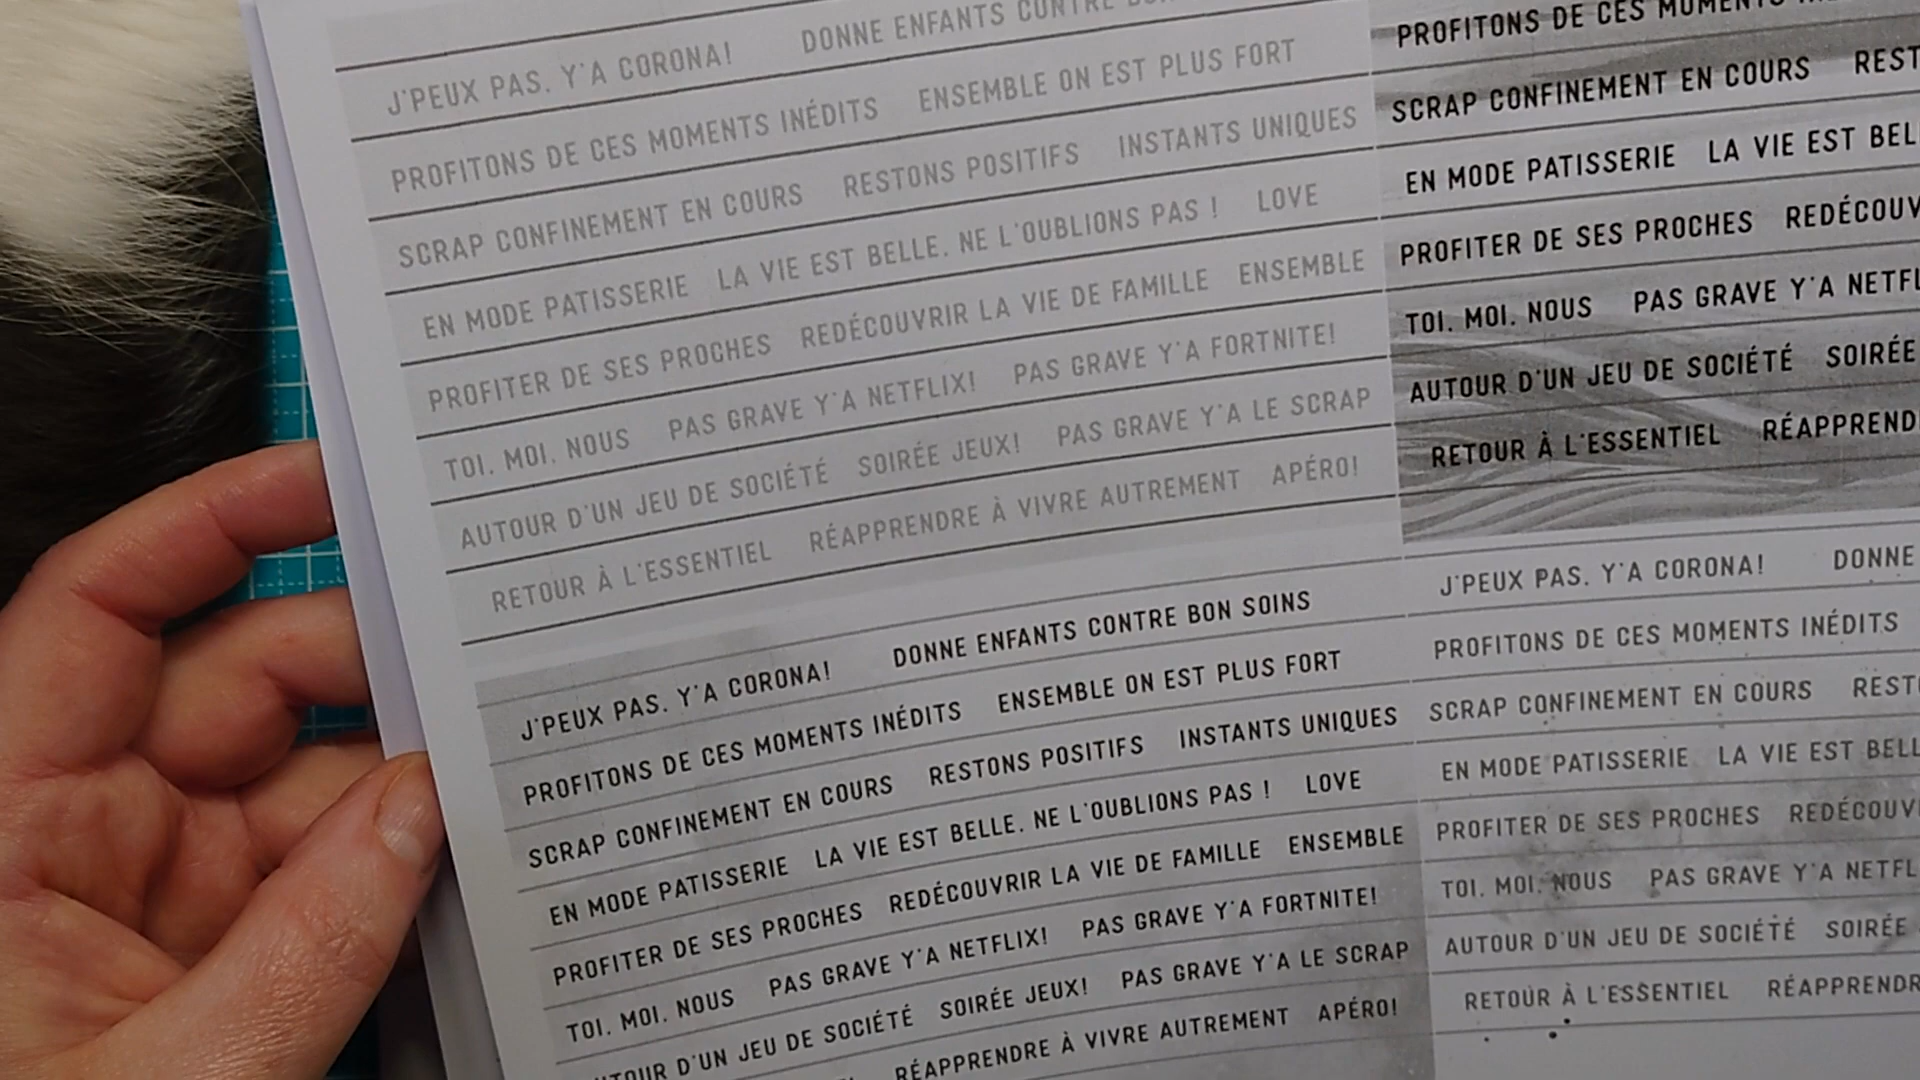 J'PEUX PAS. Y'A CORONA! DONNE ENFANTS CONTRE
PROFITONS DE CES MOMENTS INÉDITS ENSEMBLE ON EST PLUS FORT
SCRAP CONFINEMENT EN COURS RESTONS POSITIFS INSTANTS UNIQUES
EN MODE PATISSERIE LA VIE EST BELLE. NE L'OUBLIONS PAS ! LOVE
PROFITER DE SES PROCHES REDÉCOUVRIR LA VIE DE FAMILLE ENSEMBLE
TOI. MOI. NOUS PAS GRAVE Y'A NETFLIX! PAS GRAVE Y'A FORTNITE!
AUTOUR D'UN JEU DE SOCIÉTÉ SOIRÉE JEUX! PAS GRAVE Y'A LE SCRAP
RETOUR À L'ESSENTIEL RÉAPPRENDRE À VIVRE AUTREMENT APÉRO!
PROFITONS DE CES MOMENTS
SCRAP CONFINEMENT EN COURS REST
EN MODE PATISSERIE LA VIE EST BEL
PROFITER DE SES PROCHES REDÉCOUV
TOI. MOI. NOUS PAS GRAVE Y'A NETFL
AUTOUR D'UN JEU DE SOCIÉTÉ SOIRÉE
RETOUR À L'ESSENTIEL RÉAPPREND
J'PEUX PAS. Y'A CORONA! DONNE ENFANTS CONTRE BON SOINS
PROFITONS DE CES MOMENTS INÉDITS ENSEMBLE ON EST PLUS FORT
SCRAP CONFINEMENT EN COURS RESTONS POSITIFS INSTANTS UNIQUES
EN MODE PATISSERIE LA VIE EST BELLE. NE L'OUBLIONS PAS ! LOVE
PROFITER DE SES PROCHES REDÉCOUVRIR LA VIE DE FAMILLE ENSEMBLE
TOI. MOI. NOUS PAS GRAVE Y'A NETFLIX! PAS GRAVE Y'A FORTNITE!
TOUR D'UN JEU DE SOCIÉTÉ SOIRÉE JEUX! PAS GRAVE Y'A LE SCRAP
RÉAPPRENDRE À VIVRE AUTREMENT APÉRO!
J'PEUX PAS. Y'A CORONA! DONNE
PROFITONS DE CES MOMENTS INÉDITS
SCRAP CONFINEMENT EN COURS REST
EN MODE PATISSERIE LA VIE EST BELL
PROFITER DE SES PROCHES REDÉCOUV
TOI. MOI. NOUS PAS GRAVE Y'A NETFL
AUTOUR D'UN JEU DE SOCIÉTÉ SOIRÉE
RETOUR À L'ESSENTIEL RÉAPPRENDR